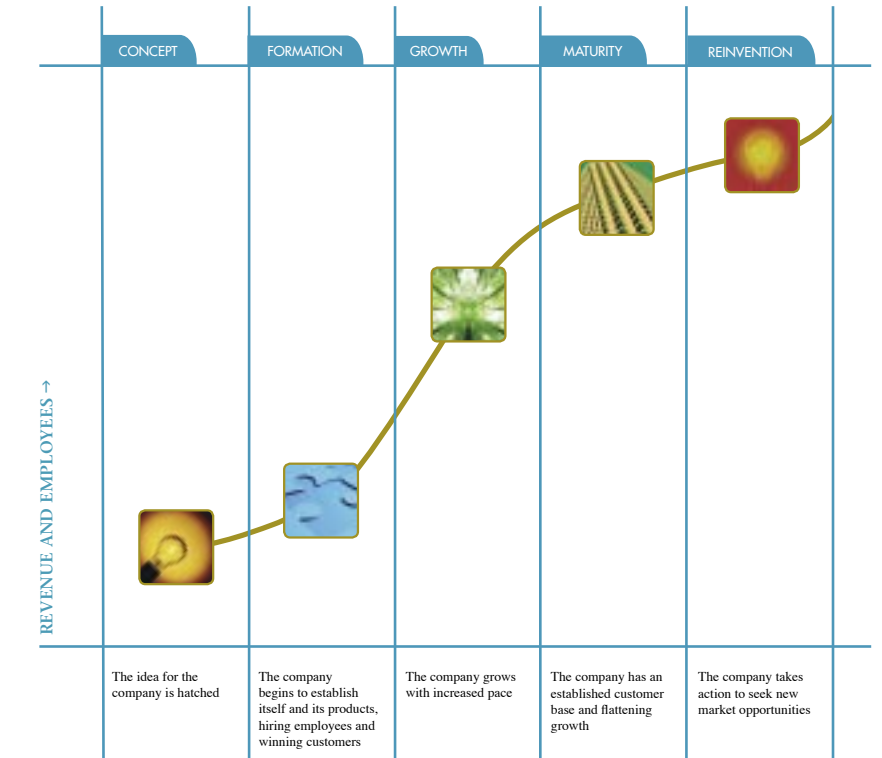 CONCEPT
FORMATION
GROWTH
MATURITY
REINVENTION
REVENUE AND EMPLOYEES →
The idea for the
company is hatched
The company
begins to establish
itself and its products,
hiring employees and
winning customers
The company grows
with increased pace
The company has an
established customer
base and flattening
growth
The company takes
action to seek new
market opportunities